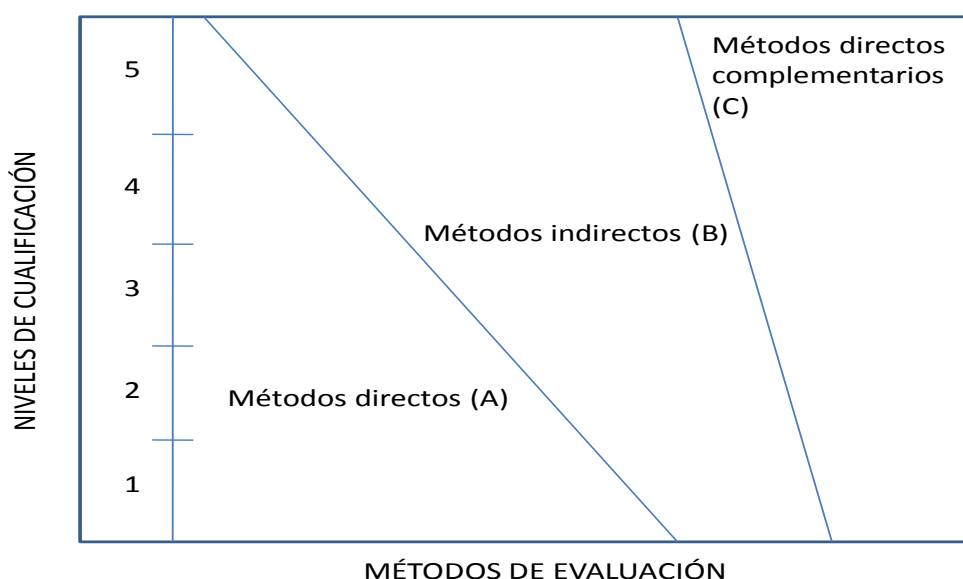 NIVELES DE CUALIFICACIÓN
5
4
3
2
1
Métodos directos
complementarios
(C)
Métodos indirectos (B)
Métodos directos (A)
MÉTODOS DE EVALUACIÓN